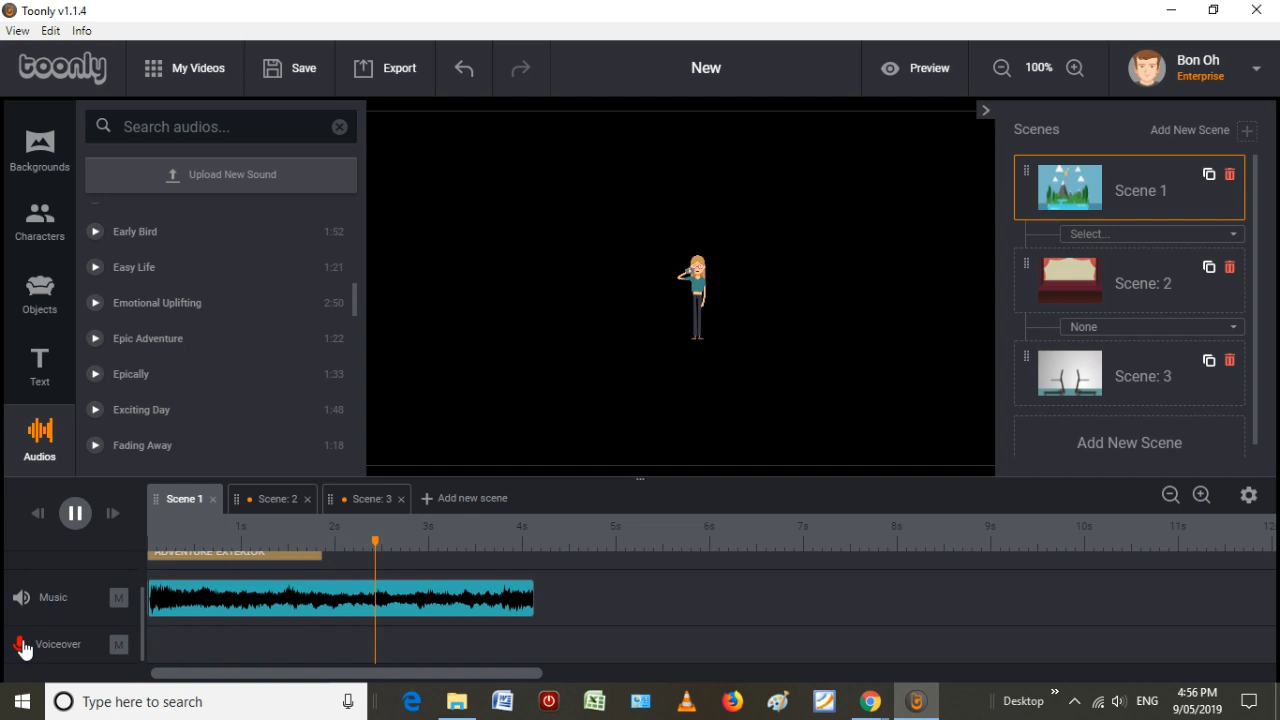 Toonly v1.1.4
View Edit Info
toonly
My Videos
Save
Export
New
Preview
100%
Bon Oh
Enterprise
Backgrounds
Characters
Objects
Text
Audios
Search audios...
Upload New Sound
Early Bird 1:52
Easy Life 1:21
Emotional Uplifting 2:50
Epic Adventure 1:22
Epically 1:33
Exciting Day 1:48
Fading Away 1:18
Scenes Add New Scene
Scene 1
Select...
Scene: 2
None
Scene: 3
Add New Scene
Scene 1 Scene: 2 Scene: 3 Add new scene
1s 2s 3s 4s 5s 6s 7s 8s 9s 10s 11s 12
ADVENTURE EXTERIOR
Music M
Voiceover M
Type here to search
Desktop
ENG
4:56 PM
9/05/2019